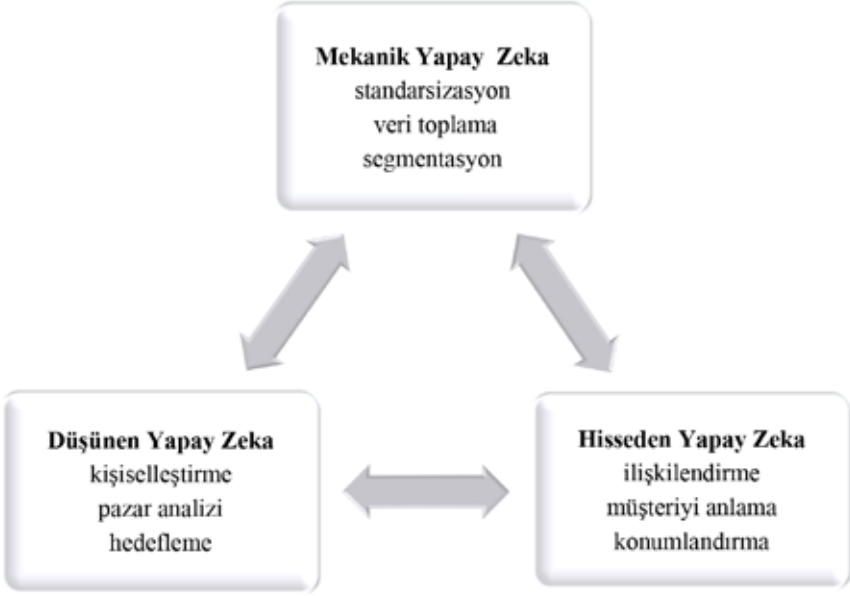 Mekanik Yapay Zeka
standarsizasyon
veri toplama
segmentasyon
Düşünen Yapay Zeka
kişiselleştirme
pazar analizi
hedefleme
Hisseden Yapay Zeka
ilişkilendirme
müşteriyi anlama
konumlandırma